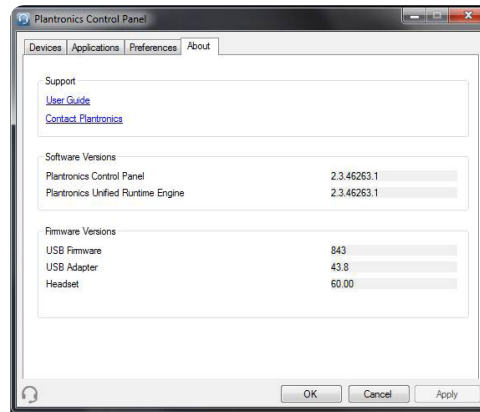 Plantronics Control Panel
Devices Applications Preferences About
Support
User Guide
Contact Plantronics
Software Versions
Plantronics Control Panel 2.3.46263.1
Plantronics Unified Runtime Engine 2.3.46263.1
Firmware Versions
USB Firmware 843
USB Adapter 43.8
Headset 60.00
OK Cancel Apply